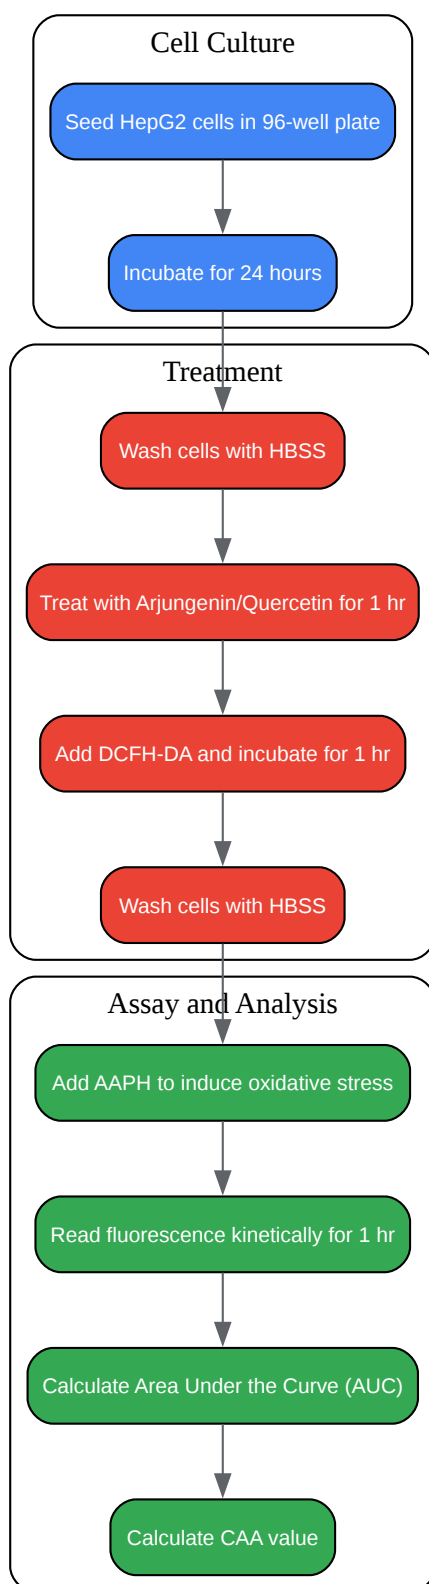 Cell Culture
Seed HepG2 cells in 96-well plate
Incubate for 24 hours
Treatment
Wash cells with HBSS
Treat with Arjungenin/Quercetin for 1 hr
Add DCFH-DA and incubate for 1 hr
Wash cells with HBSS
Assay and Analysis
Add AAPH to induce oxidative stress
Read fluorescence kinetically for 1 hr
Calculate Area Under the Curve (AUC)
Calculate CAA value